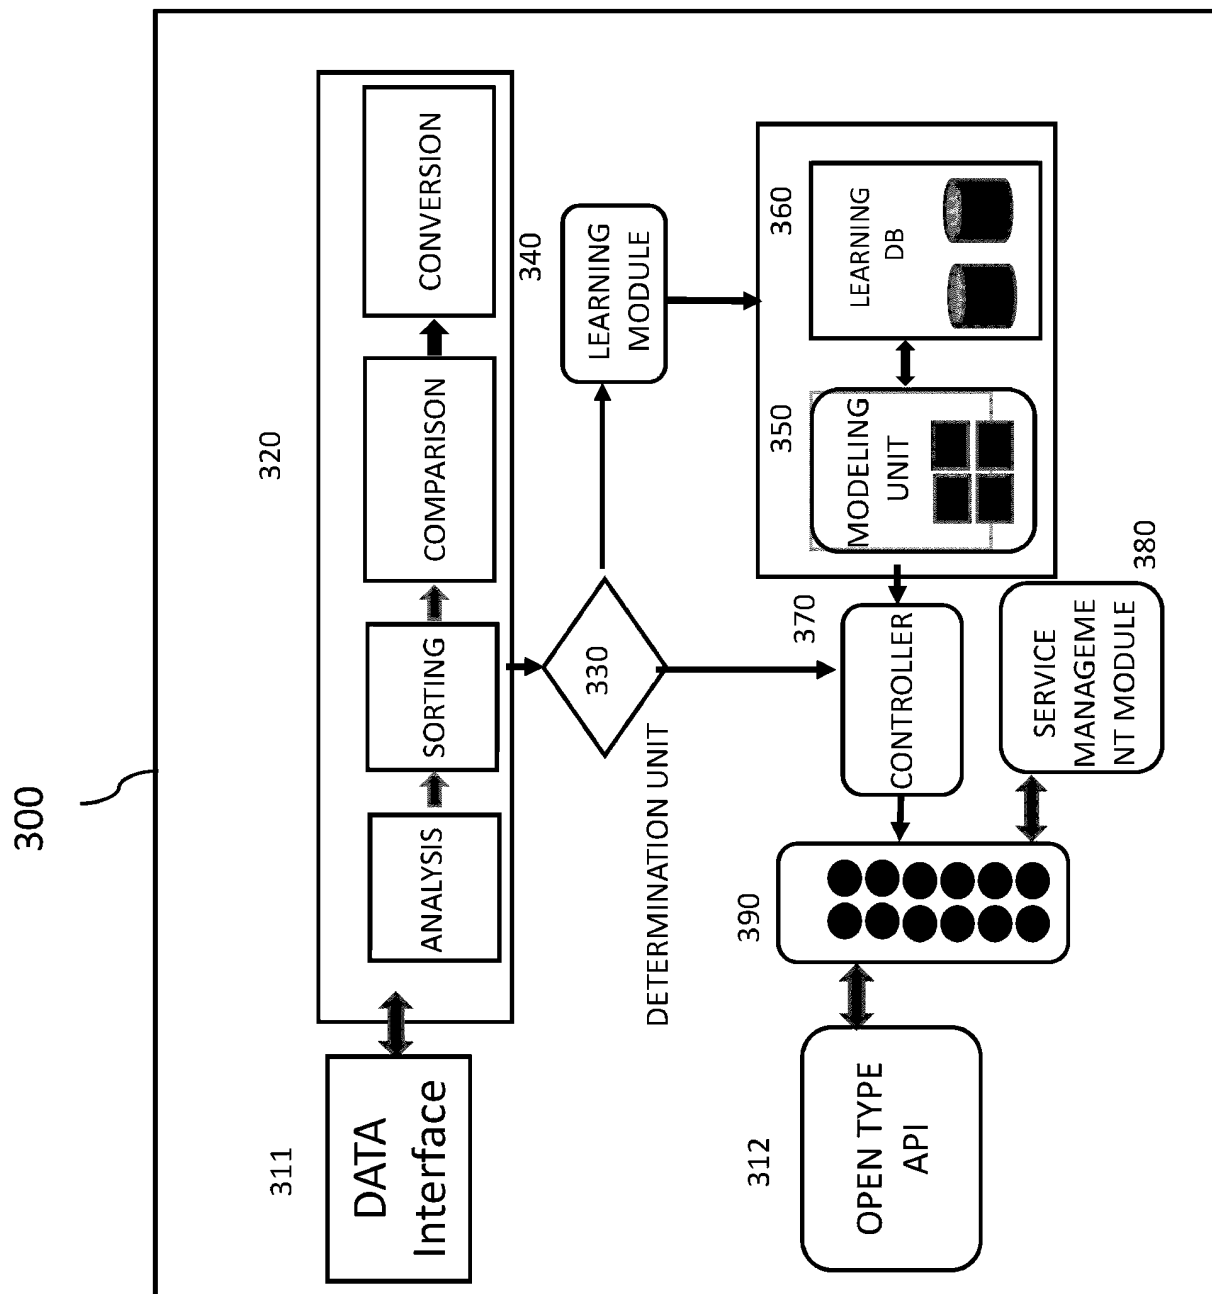 300
311
DATA
Interface
320
ANALYSIS
SORTING
COMPARISON
CONVERSION
330
DETERMINATION UNIT
340
LEARNING
MODULE
350
MODELING
UNIT
360
LEARNING
DB
370
CONTROLLER
380
SERVICE
MANAGEME
NT MODULE
390
312
OPEN TYPE
API